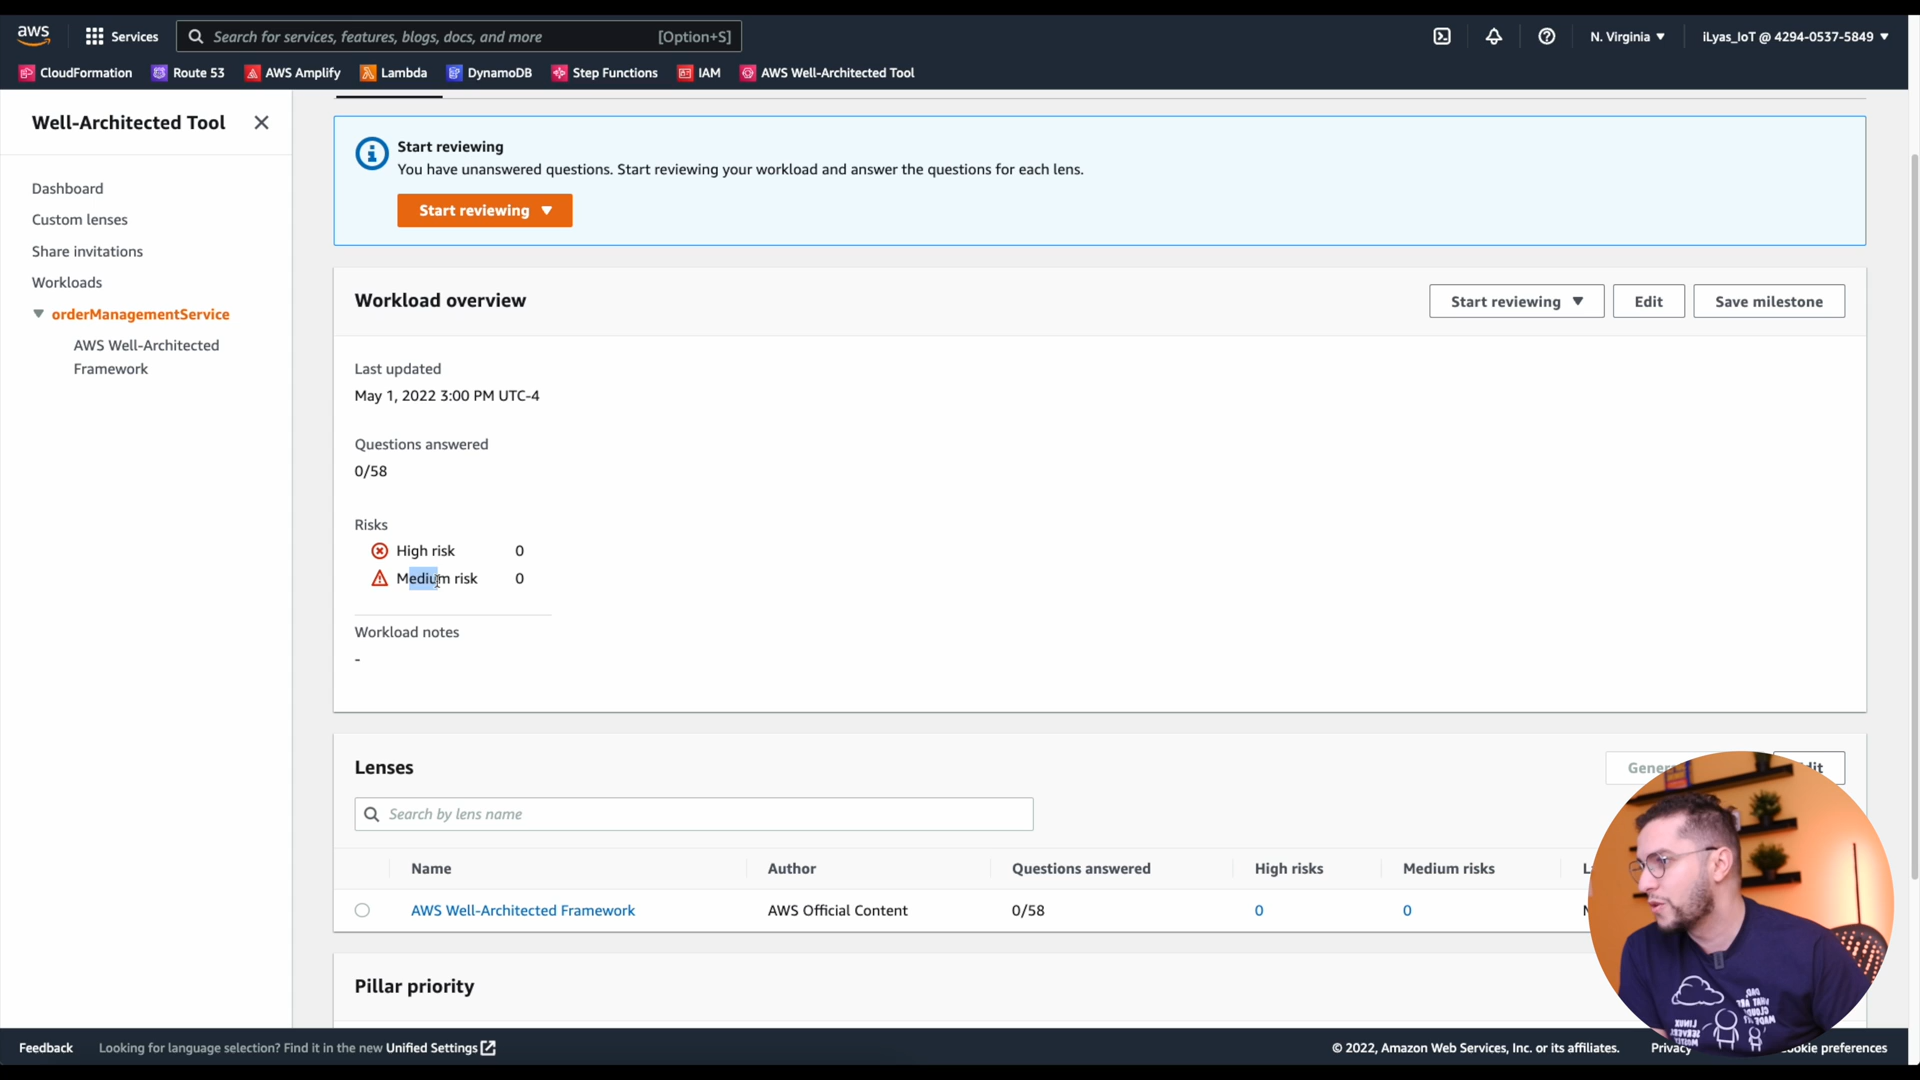 aws
Services
Search for services, features, blogs, docs, and more
[Option+S]
N. Virginia
iLyas_IoT @ 4294-0537-5849
CloudFormation
Route 53
AWS Amplify
Lambda
DynamoDB
Step Functions
IAM
AWS Well-Architected Tool
Well-Architected Tool
Dashboard
Custom lenses
Share invitations
Workloads
orderManagementService
AWS Well-Architected
Framework
Start reviewing
You have unanswered questions. Start reviewing your workload and answer the questions for each lens.
Start reviewing
Workload overview
Start reviewing
Edit
Save milestone
Last updated
May 1, 2022 3:00 PM UTC-4
Questions answered
0/58
Risks
High risk 0
Medium risk 0
Workload notes
-
Lenses
Search by lens name
Name
Author
Questions answered
High risks
Medium risks
AWS Well-Architected Framework
AWS Official Content
0/58
0
0
Pillar priority
Feedback
Looking for language selection? Find it in the new Unified Settings
© 2022, Amazon Web Services, Inc. or its affiliates.
Privacy
preferences